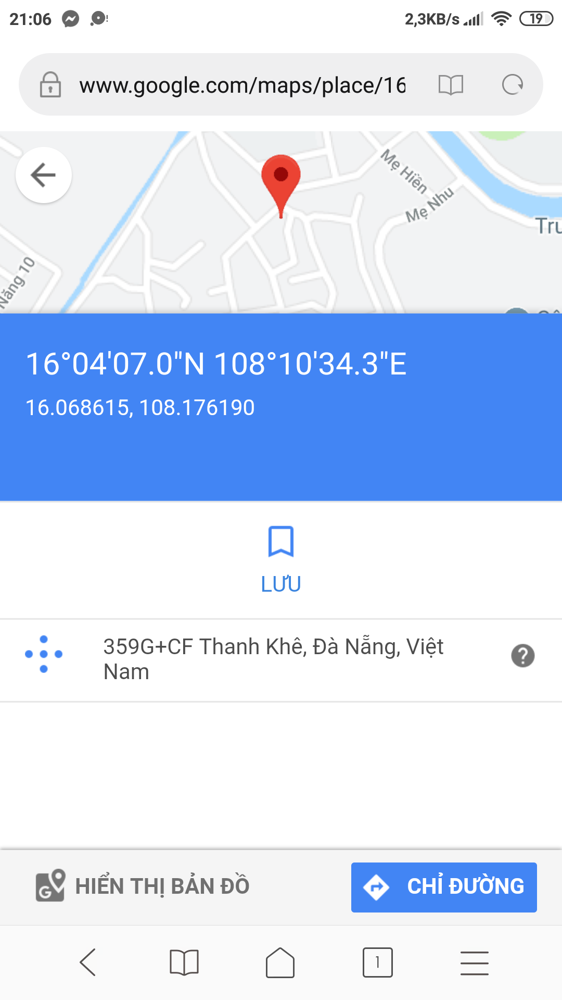 21:06
2,3KB/s
19
www.google.com/maps/place/16
Mẹ Hiền
Mẹ Nhu
Năng 10
16°04'07.0"N 108°10'34.3"E
16.068615, 108.176190
LƯU
359G+CF Thanh Khê, Đà Nẵng, Việt
Nam
HIỂN THỊ BẢN ĐỒ
CHỈ ĐƯỜNG
1